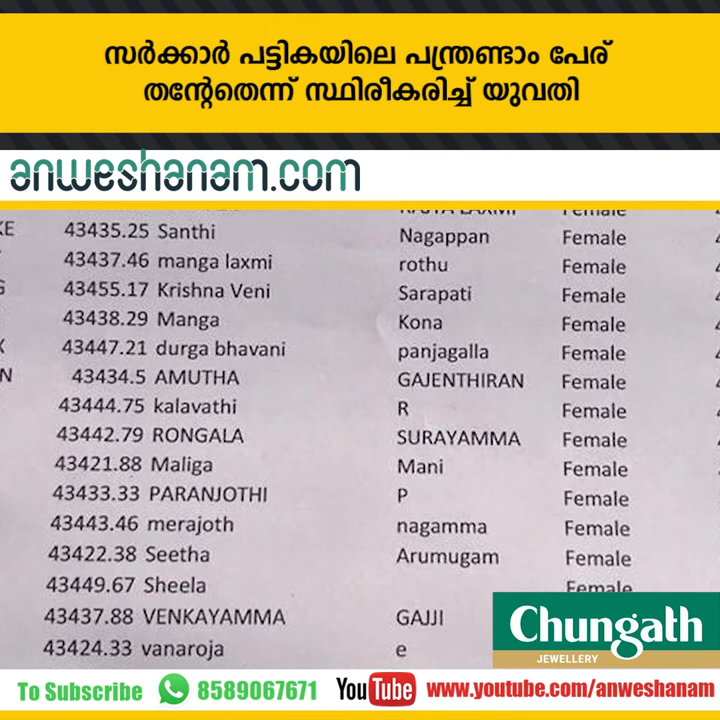 സർക്കാർ പട്ടികയിലെ പന്ത്രണ്ടാം പേര്
തന്റേതെന്ന് സ്ഥിരീകരിച്ച് യുവതി
anweshanam.com
KE 43435.25 Santhi Nagappan Female
43437.46 manga laxmi rothu Female
43455.17 Krishna Veni Sarapati Female
43438.29 Manga Kona Female
43447.21 durga bhavani panjagalla Female
N 43434.5 AMUTHA GAJENTHIRAN Female
43444.75 kalavathi R Female
43442.79 RONGALA SURAYAMMA Female
43421.88 Maliga Mani Female
43433.33 PARANJOTHI P Female
43443.46 merajoth nagamma Female
43422.38 Seetha Arumugam Female
43449.67 Sheela Female
43437.88 VENKAYAMMA GAJJI
43424.33 vanaroja e
Chungath
JEWELLERY
To Subscribe 8589067671 YouTube www.youtube.com/anweshanam